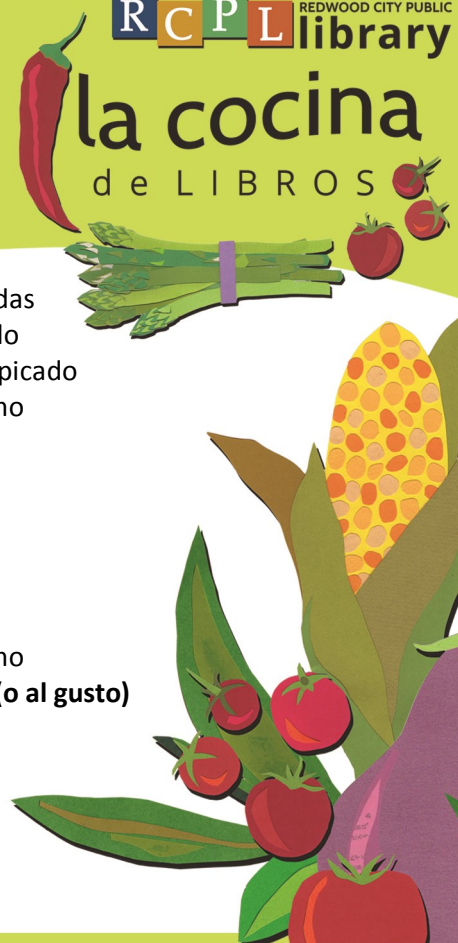 R C P L
REDWOOD CITY PUBLIC
library
la cocina
de LIBROS
das
do
picado
no
no
(o al gusto)